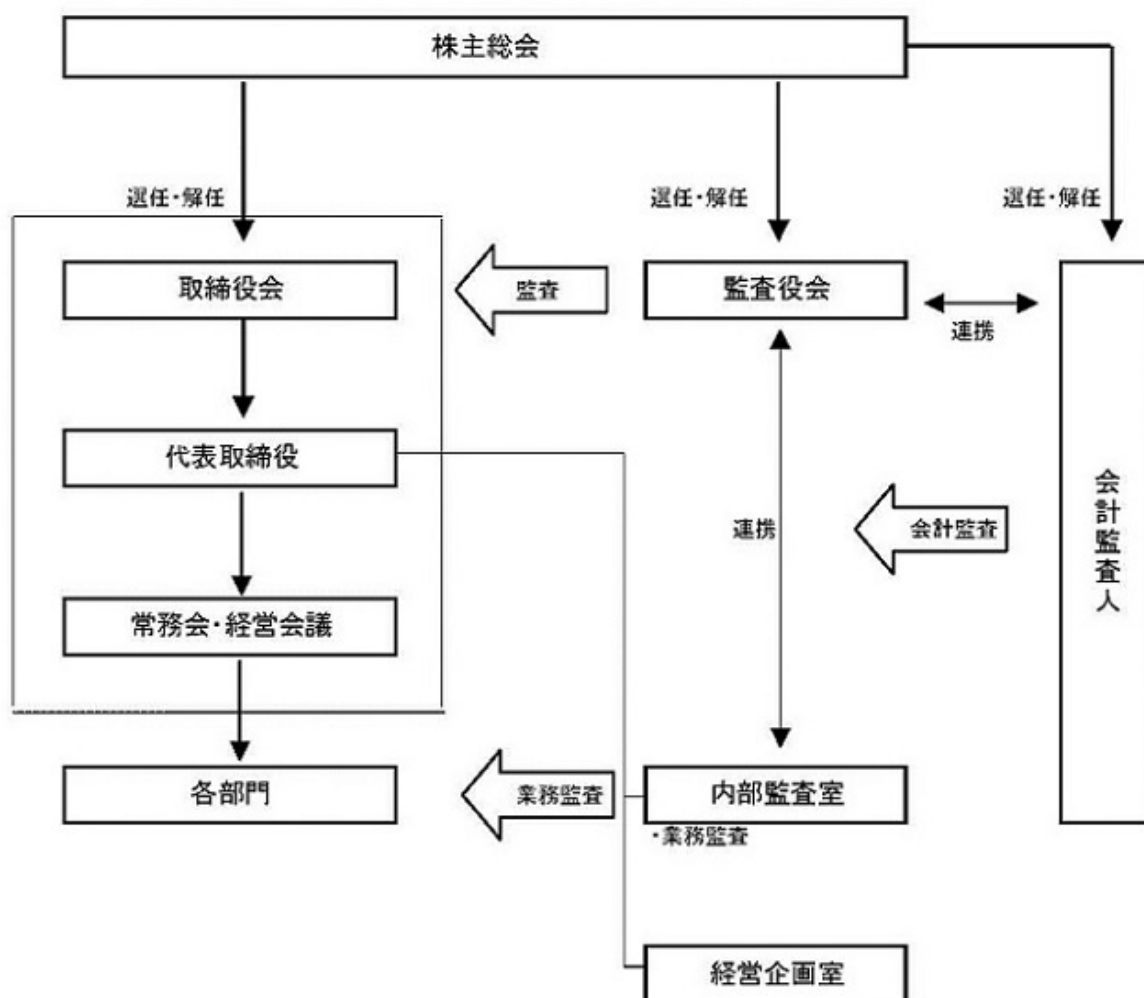 株主総会
選任・解任
選任・解任
選任・解任
取締役会
監査
監査役会
連携
代表取締役
連携
会計監査
会計監査人
常務会・経営会議
各部門
業務監査
内部監査室
・業務監査
経営企画室